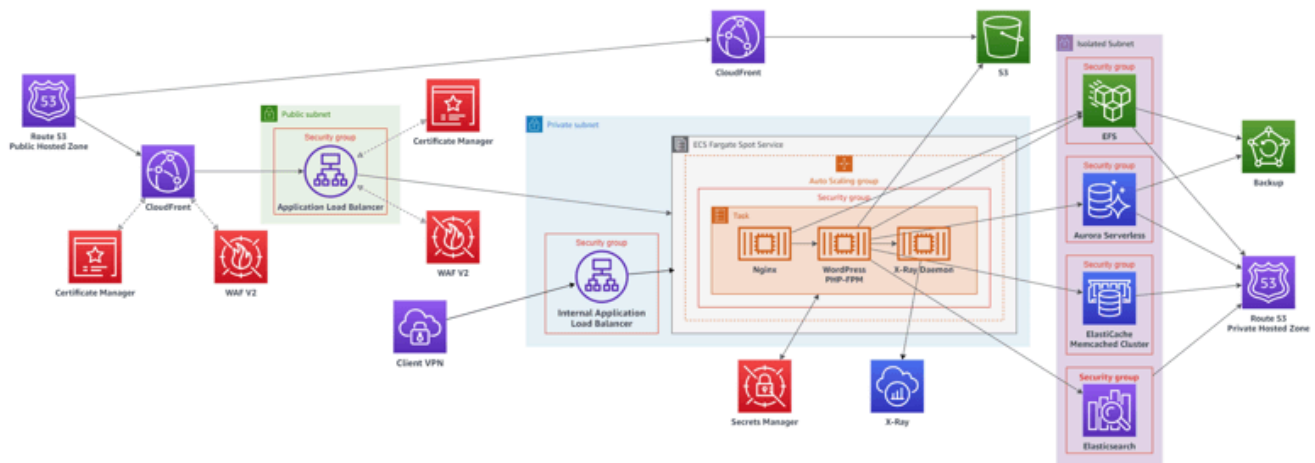 Route 53
Public Hosted Zone
53
CloudFront
Certificate Manager
WAF V2
Public subnet
Security group
Application Load Balancer
Certificate Manager
WAF V2
Client VPN
CloudFront
S3
Private subnet
Security group
Internal Application
Load Balancer
ECS Fargate Spot Service
Auto Scaling group
Security group
Task
Nginx
WordPress
PHP-FPM
X-Ray Daemon
Secrets Manager
X-Ray
Isolated Subnet
Security group
EFS
Security group
Aurora Serverless
Security group
ElastiCache
Memcached Cluster
Security group
Elasticsearch
Backup
53
Route 53
Private Hosted Zone